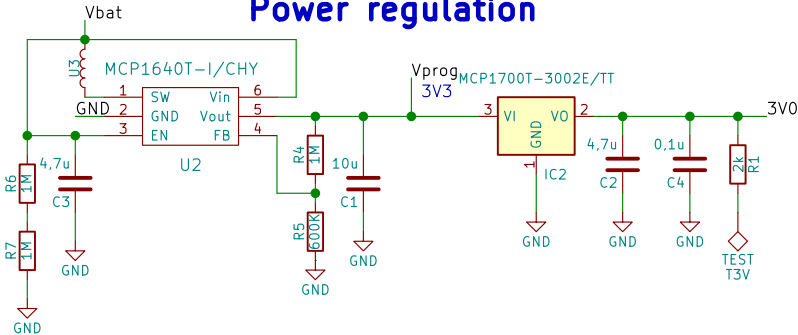 Power regulation
Vbat
U3
MCP1640T-I/CHY
1 SW Vin 6
GND 2 GND Vout 5
3 EN FB 4
U2
R6 1M
4,7u
C3
R7 1M
GND
GND
R4 1M
R5 600K
GND
10u
C1
GND
Vprog
3V3
MCP1700T-3002E/TT
3 VI VO 2
GND
1
IC2
GND
4,7u
C2
GND
0,1u
C4
GND
3V0
2k R1
TEST
T3V